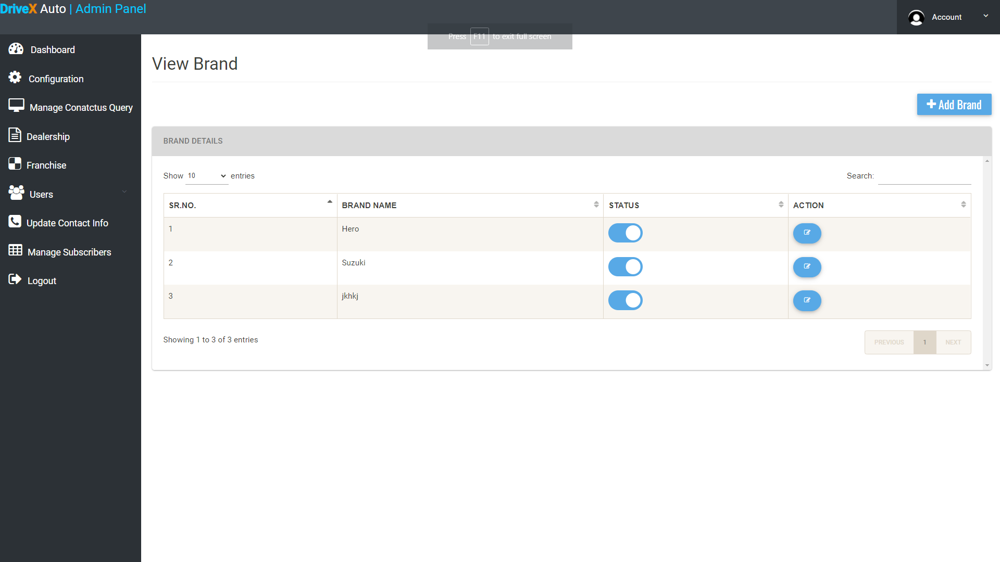 DriveX Auto | Admin Panel
Account
Press F11 to exit full screen
Dashboard
Configuration
Manage Conatctus Query
Dealership
Franchise
Users
Update Contact Info
Manage Subscribers
Logout
View Brand
Add Brand
BRAND DETAILS
Show 10 entries
Search:
SR.NO. BRAND NAME STATUS ACTION
1 Hero
2 Suzuki
3 jkhkj
Showing 1 to 3 of 3 entries
PREVIOUS 1 NEXT